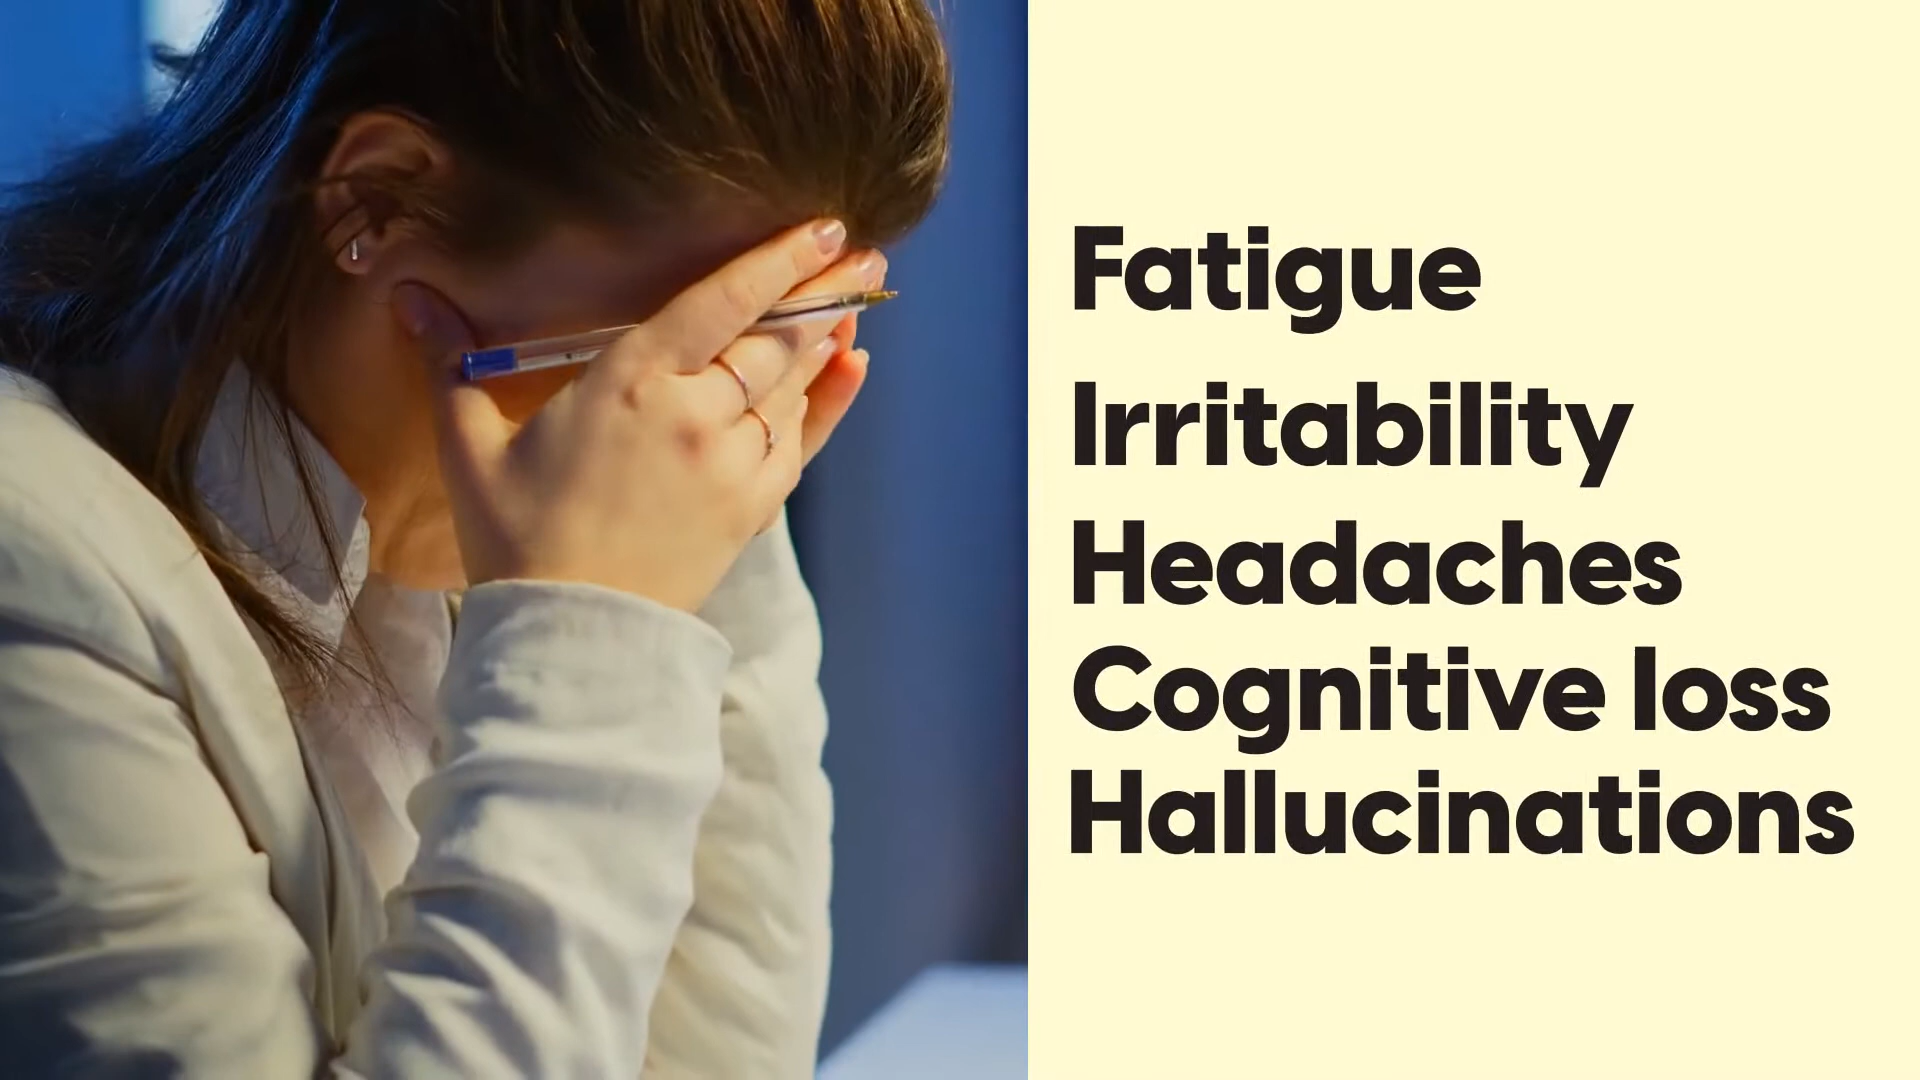 Fatigue
Irritability
Headaches
Cognitive loss
Hallucinations